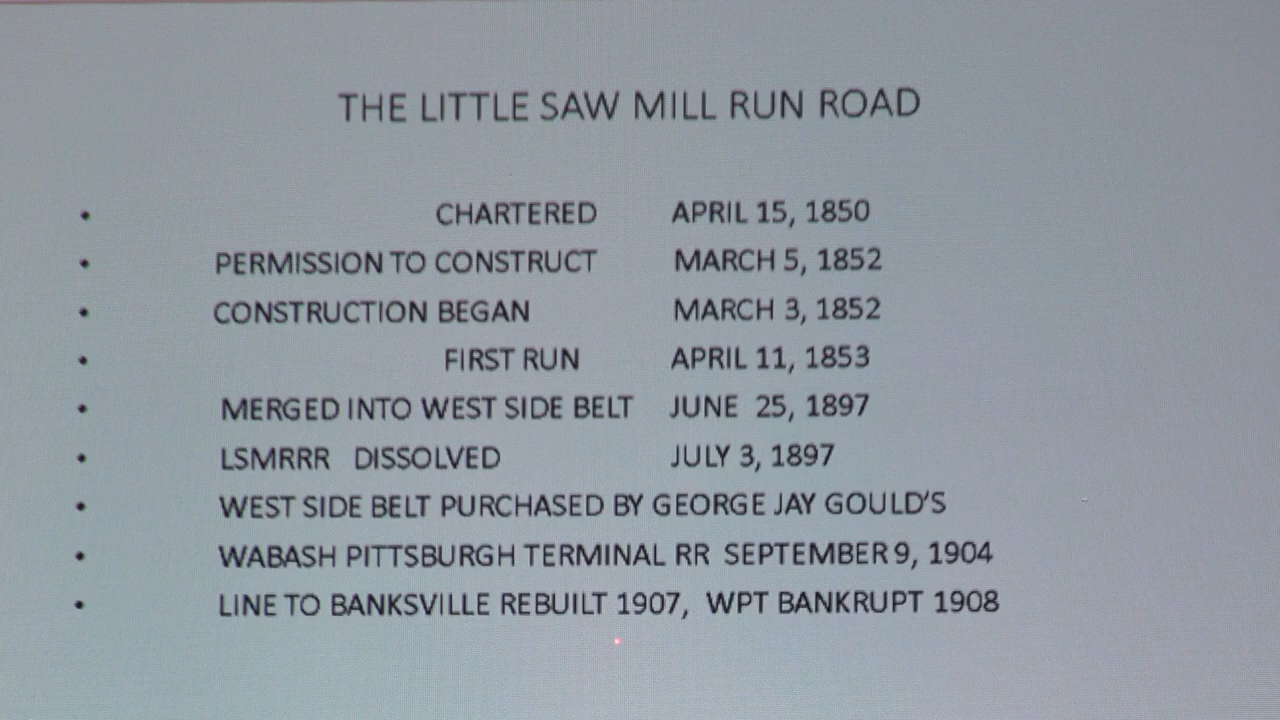 THE LITTLE SAW MILL RUN ROAD
• CHARTERED APRIL 15, 1850
• PERMISSION TO CONSTRUCT MARCH 5, 1852
• CONSTRUCTION BEGAN MARCH 3, 1852
• FIRST RUN APRIL 11, 1853
• MERGED INTO WEST SIDE BELT JUNE 25, 1897
• LSMRRR DISSOLVED JULY 3, 1897
• WEST SIDE BELT PURCHASED BY GEORGE JAY GOULD'S
• WABASH PITTSBURGH TERMINAL RR SEPTEMBER 9, 1904
• LINE TO BANKSVILLE REBUILT 1907, WPT BANKRUPT 1908